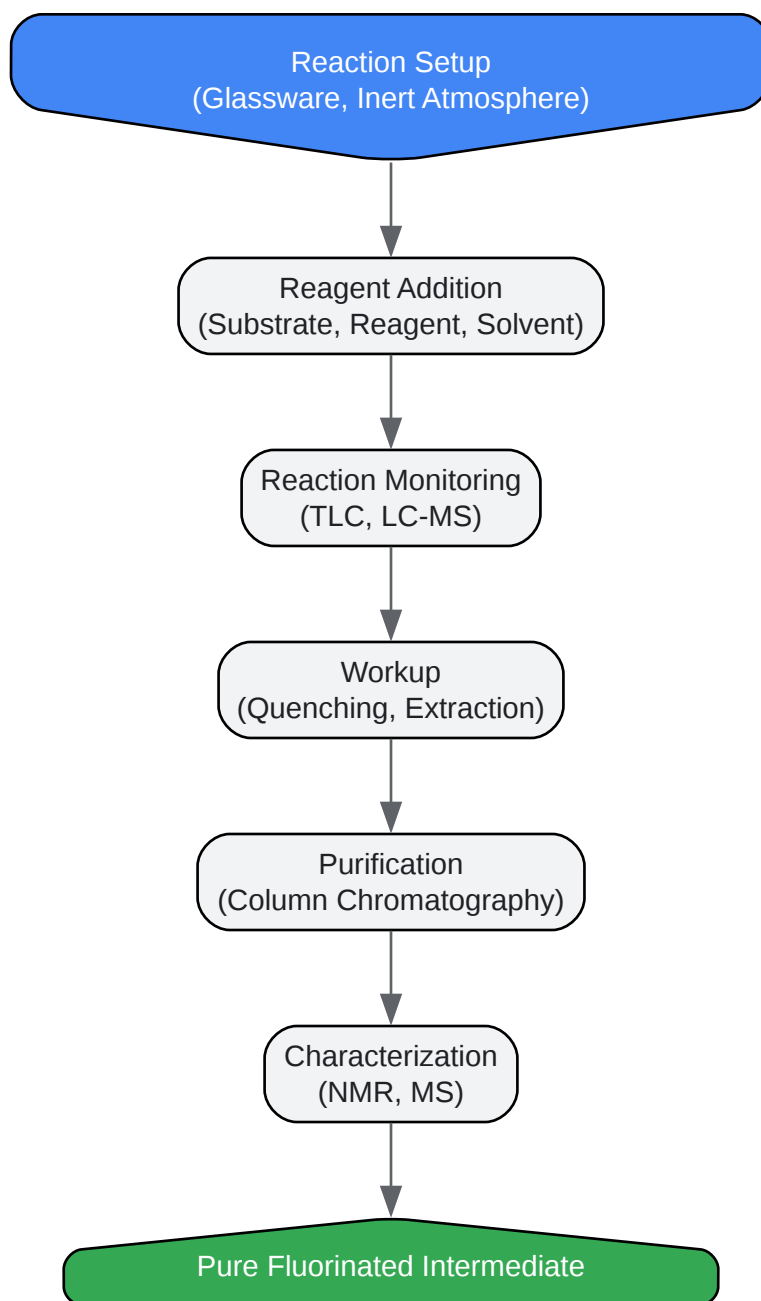 Reaction Setup
(Glassware, Inert Atmosphere)
Reagent Addition
(Substrate, Reagent, Solvent)
Reaction Monitoring
(TLC, LC-MS)
Workup
(Quenching, Extraction)
Purification
(Column Chromatography)
Characterization
(NMR, MS)
Pure Fluorinated Intermediate